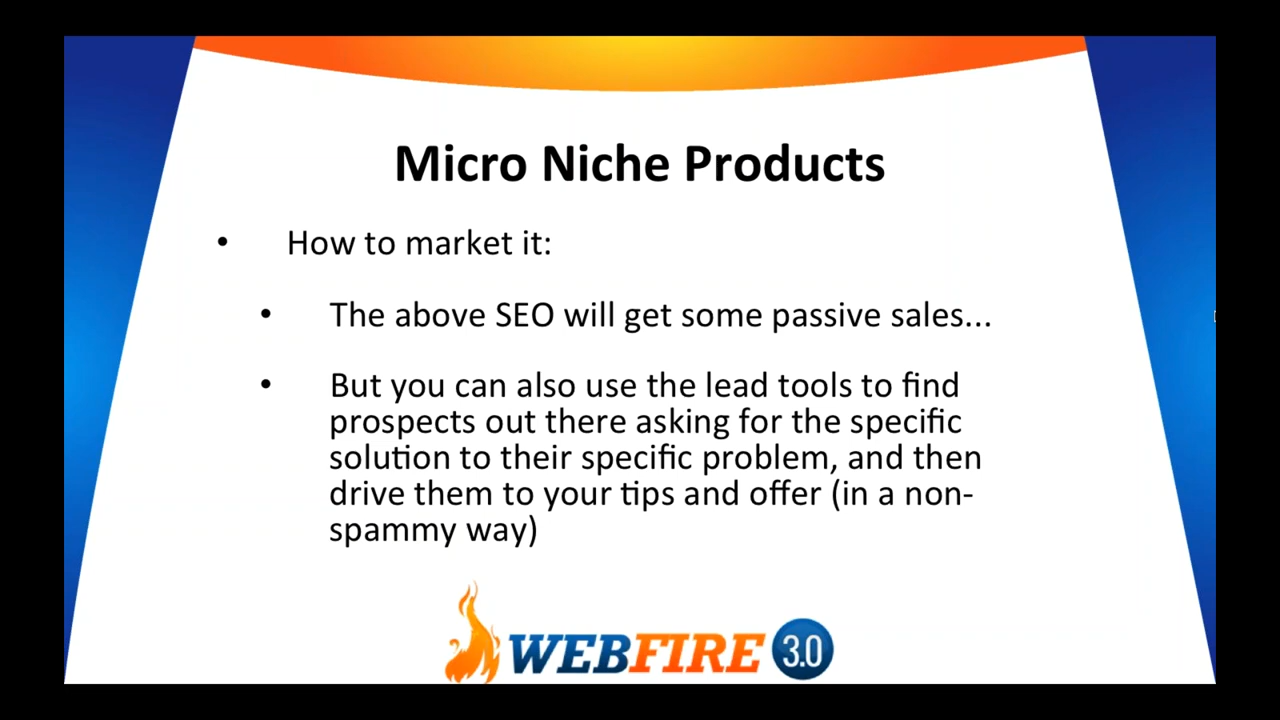 Micro Niche Products
• How to market it:
• The above SEO will get some passive sales...
• But you can also use the lead tools to find
prospects out there asking for the specific
solution to their specific problem, and then
drive them to your tips and offer (in a non-
spammy way)
WEBFIRE 3.0